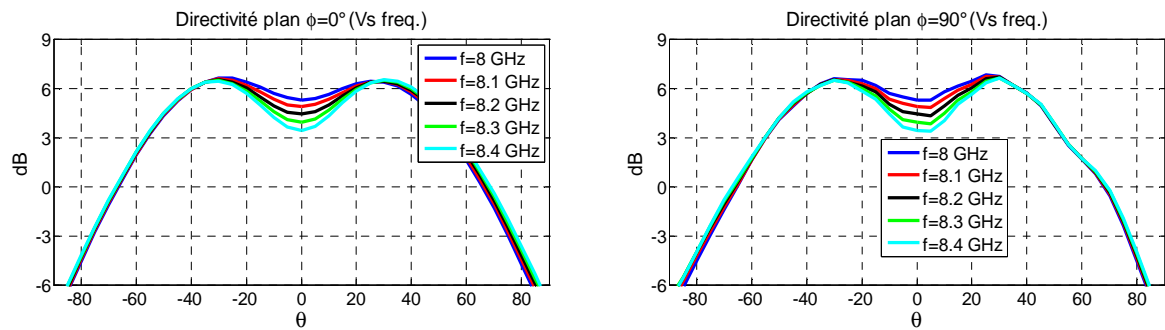 Directivité plan ϕ=0° (Vs freq.)
9
6
3
0
-3
-6
dB
-80 -60 -40 -20 0 20 40 60 80
θ
f=8 GHz
f=8.1 GHz
f=8.2 GHz
f=8.3 GHz
f=8.4 GHz
Directivité plan ϕ=90° (Vs freq.)
9
6
3
0
-3
-6
dB
-80 -60 -40 -20 0 20 40 60 80
θ
f=8 GHz
f=8.1 GHz
f=8.2 GHz
f=8.3 GHz
f=8.4 GHz